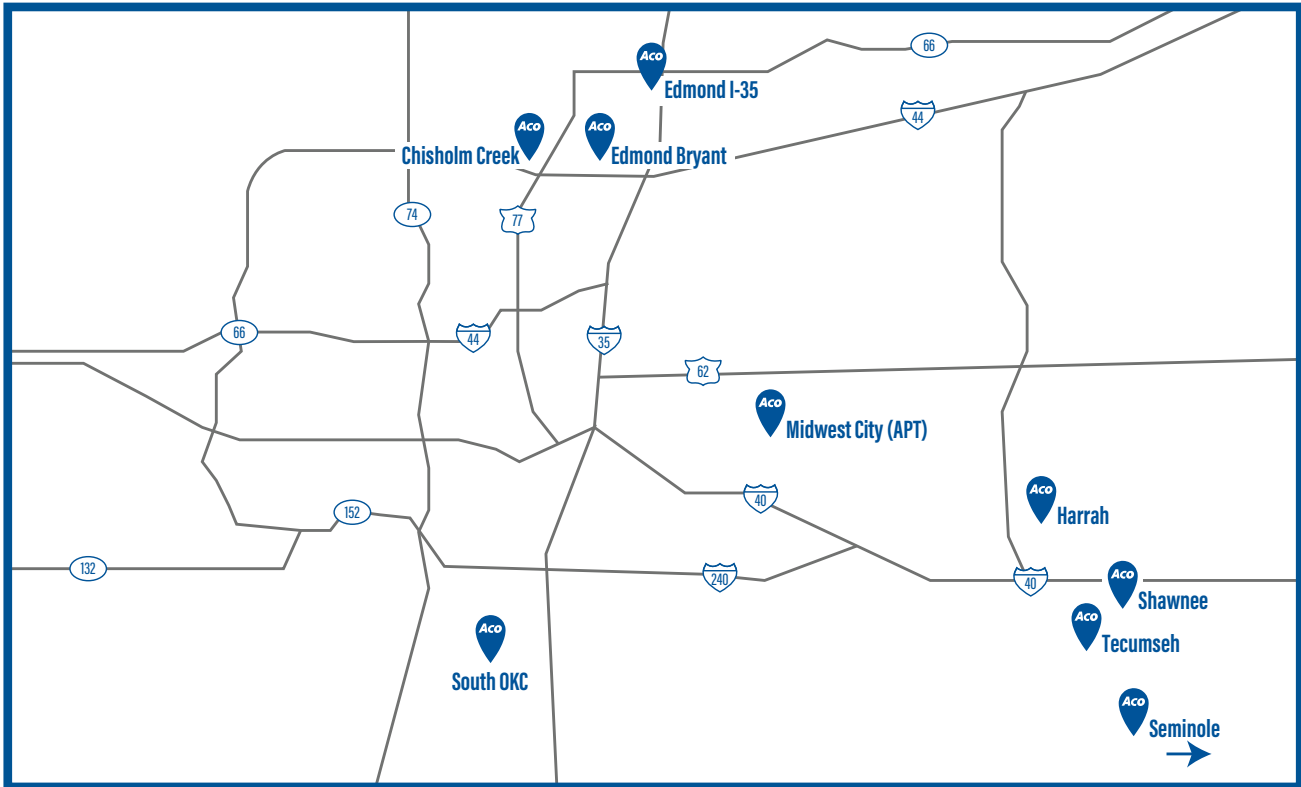 Aco
66
Edmond I-35
44
Aco
Aco
Chisholm Creek
Edmond Bryant
74
77
66
44
35
62
Aco
Midwest City (APT)
40
Aco
Harrah
152
132
240
40
Aco
Shawnee
Aco
Tecumseh
Aco
South OKC
Aco
Seminole